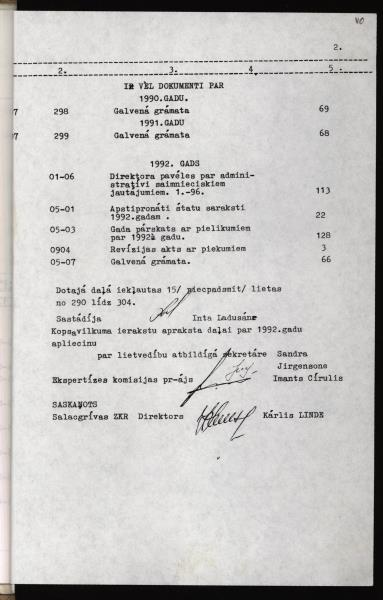 40
2.
2. 3. 4. 5.
IR VĒL DOKUMENTI PAR
1990.GADU.
7 298 Galvenā grāmata 69
1991.GADU
7 299 Galvenā grāmata 68
1992. GADS
01-06 Direktora pavēles par admini-
stratīvi saimnieciskiem
jautājumiem. 1.-96. 113
05-01 Apstiprināti štatu saraksti
1992.gadam . 22
05-03 Gada pārskats ar pielikumiem
par 1992. gadu. 128
0904 Revīzijas akts ar piekumiem 3
05-07 Galvenā grāmata. 66
Dotajā daļā iekļautas 15/ piecpadsmit/ lietas
no 290 līdz 304.
Sastādīja Inta Ladusāne
Kopsavilkuma ierakstu apraksta daļai par 1992.gadu
apliecinu
par lietvedību atbildīgā sekretāre Sandra
Jirgensone
Ekspertīzes komisijas pr-ājs Imants Cīrulis
SASKAŅOTS
Salacgrīvas ZKR Direktors Kārlis LINDE